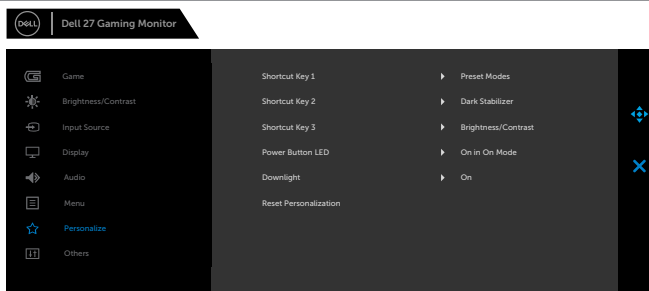 DELL
Dell 27 Gaming Monitor
Game
Shortcut Key 1 Preset Modes
Brightness/Contrast
Shortcut Key 2 Dark Stabilizer
Input Source
Shortcut Key 3 Brightness/Contrast
Display
Power Button LED On in On Mode
Audio
Downlight On
Menu
Reset Personalization
Personalize
Others